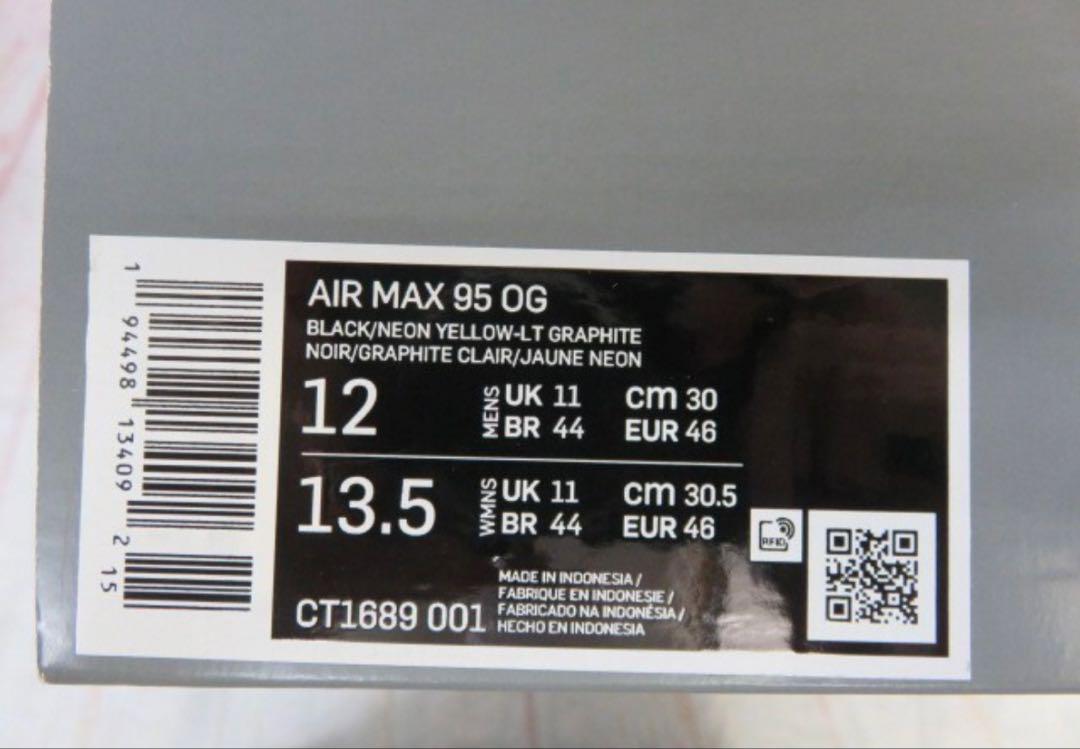 1 94498 13409 2 15
AIR MAX 95 OG
BLACK/NEON YELLOW-LT GRAPHITE
NOIR/GRAPHITE CLAIR/JAUNE NEON
12 MENS UK 11 cm 30
BR 44 EUR 46
13.5 WMNS UK 11 cm 30.5
BR 44 EUR 46
RFID
MADE IN INDONESIA /
FABRIQUE EN INDONESIE /
FABRICADO NA INDONÉSIA /
HECHO EN INDONESIA
CT1689 001